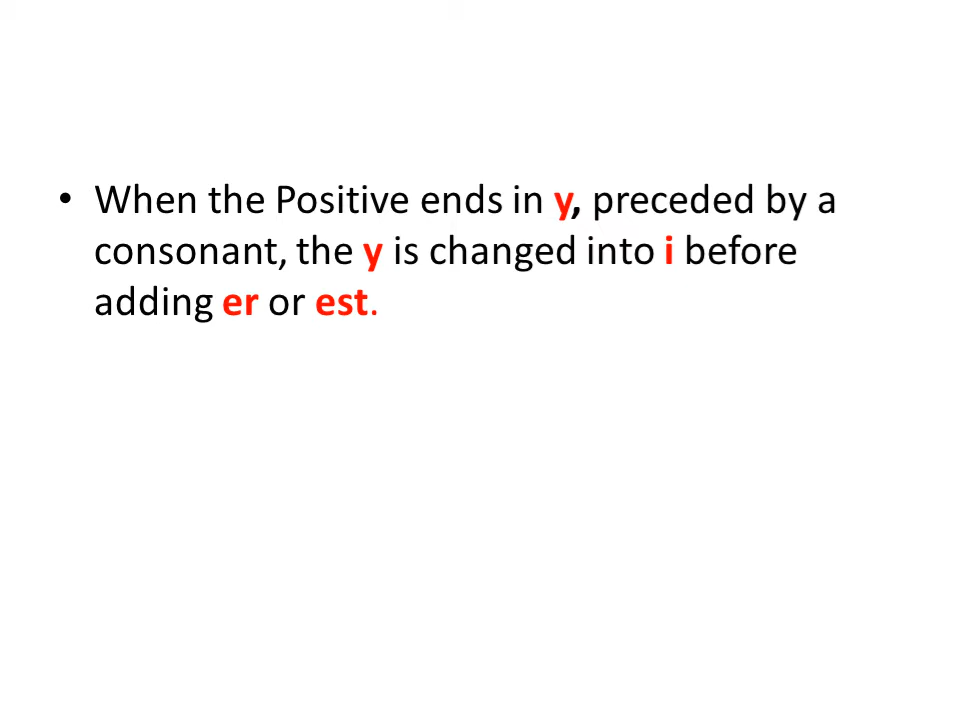 • When the Positive ends in y, preceded by a
consonant, the y is changed into i before
adding er or est.